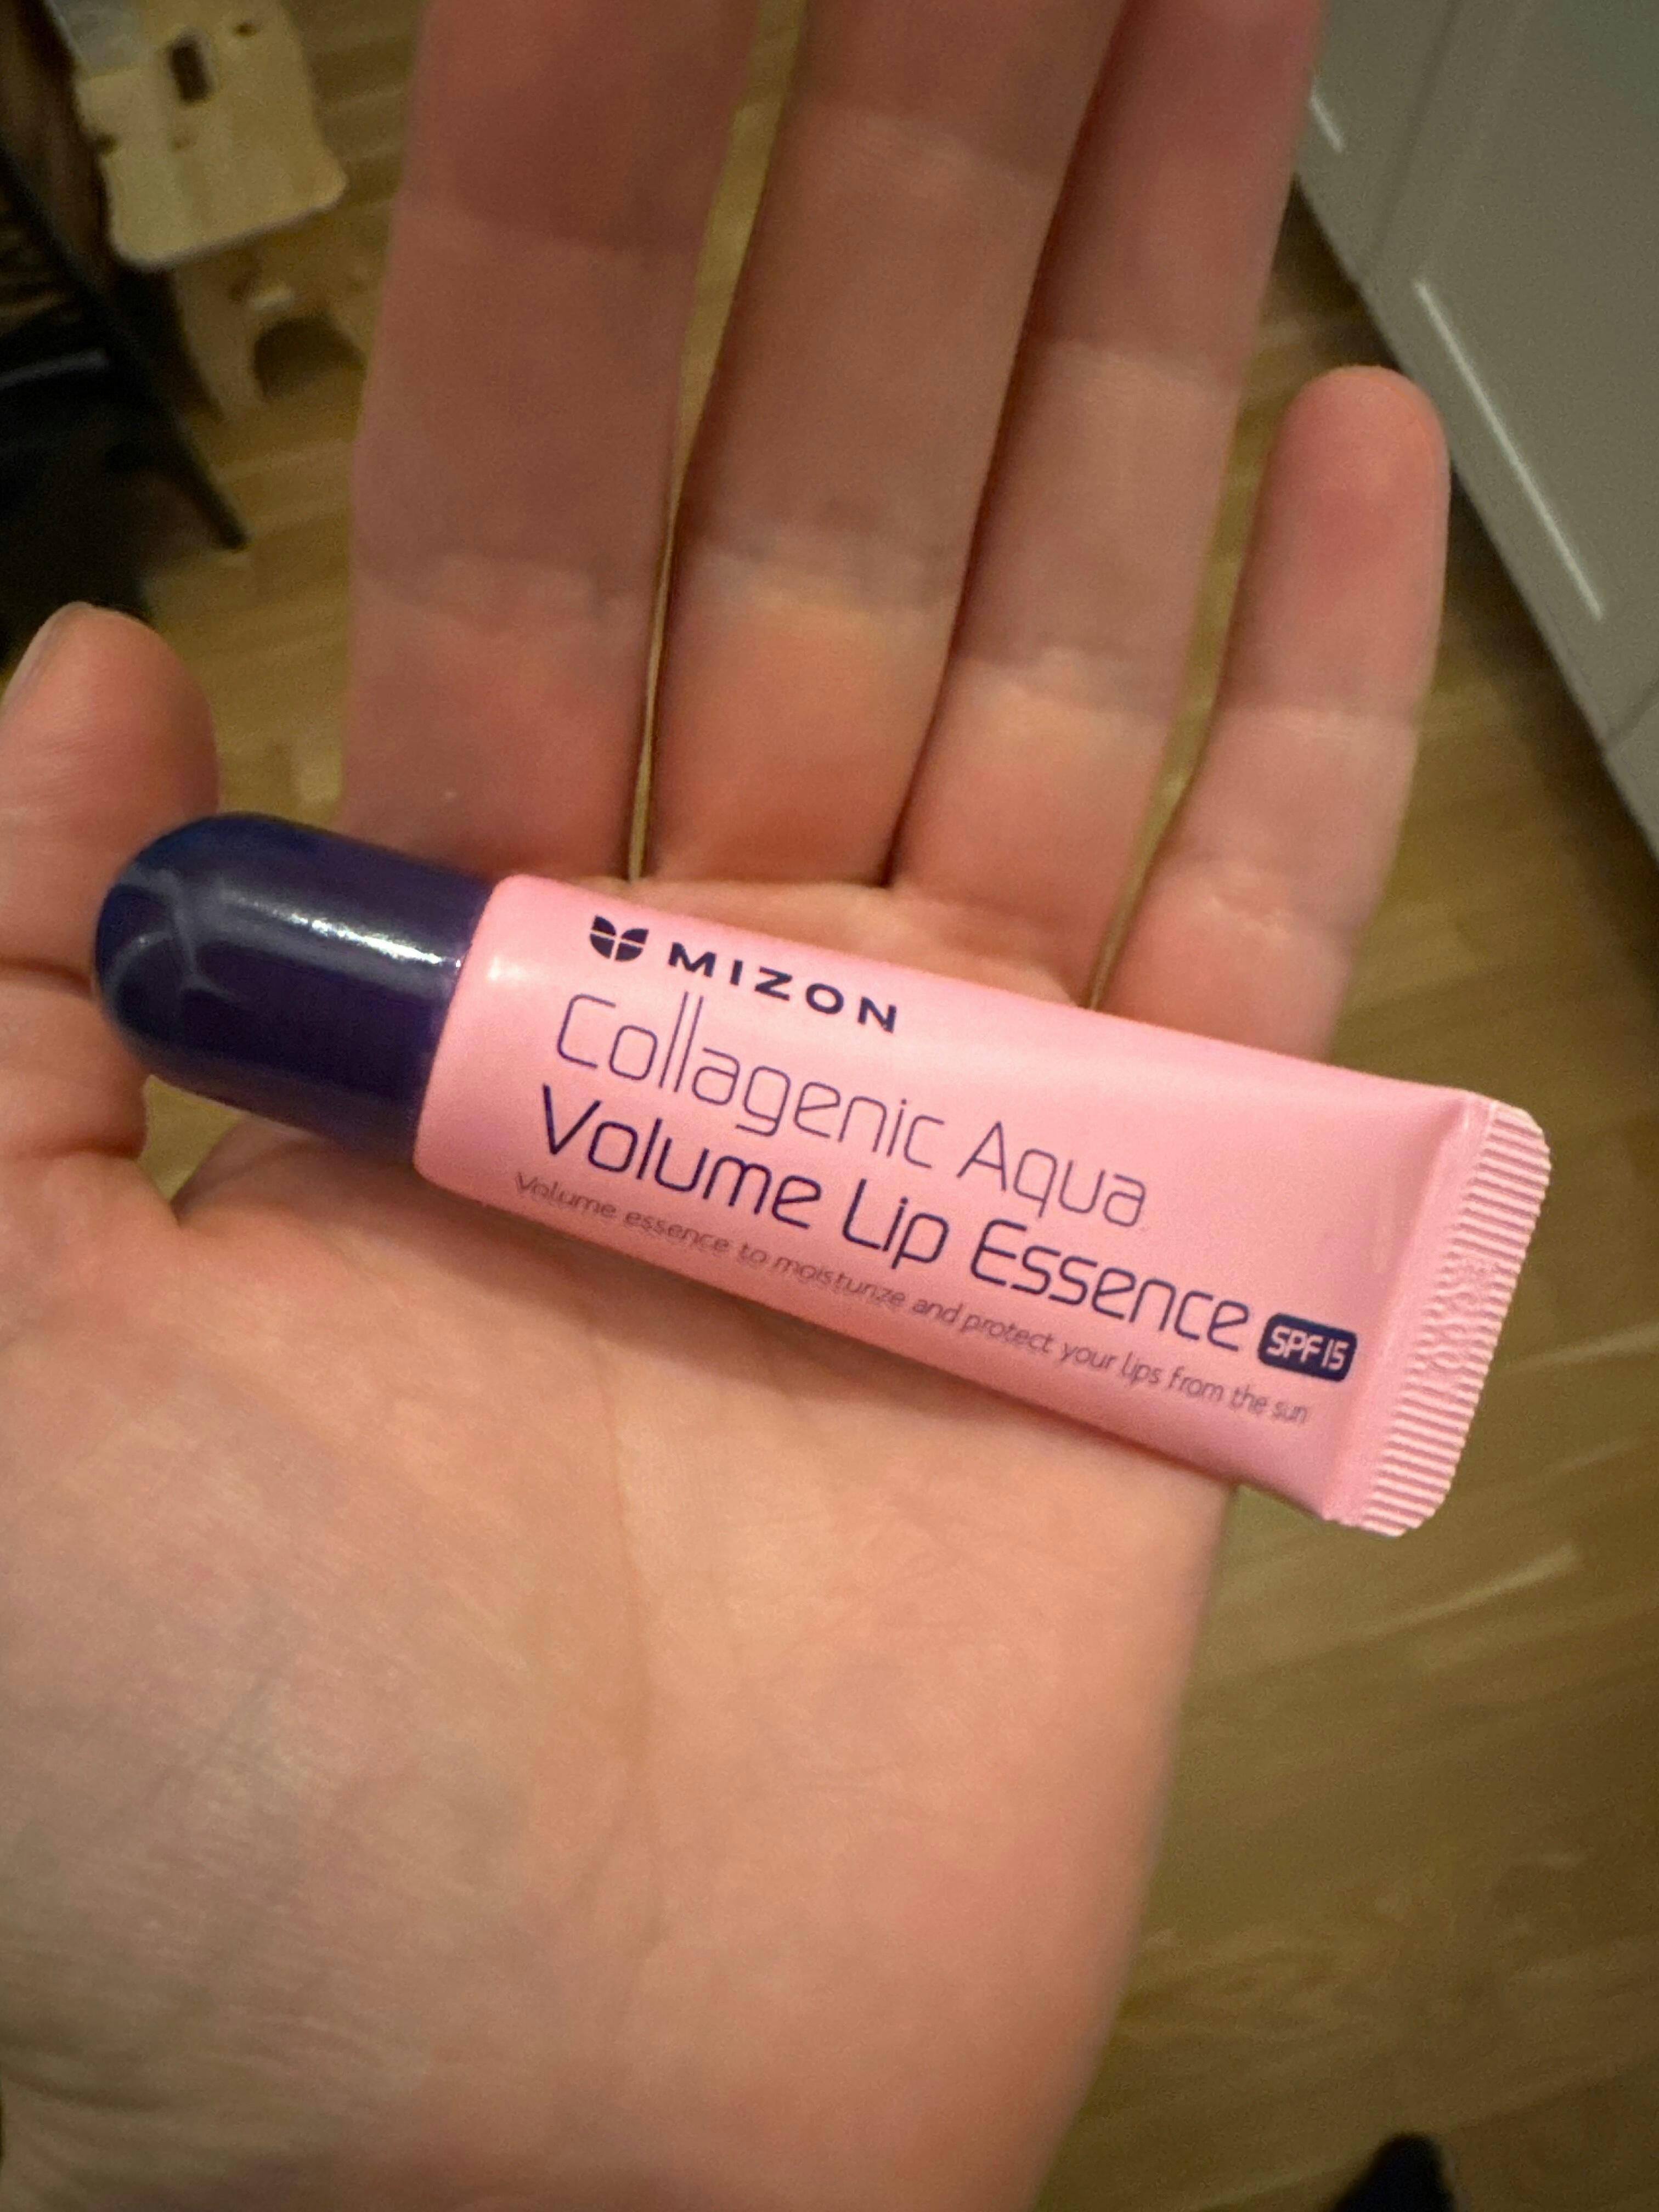 MIZON
Collagenic Aqua
Volume Lip Essence SPF15
Volume essence to moisturize and protect your lips from the sun